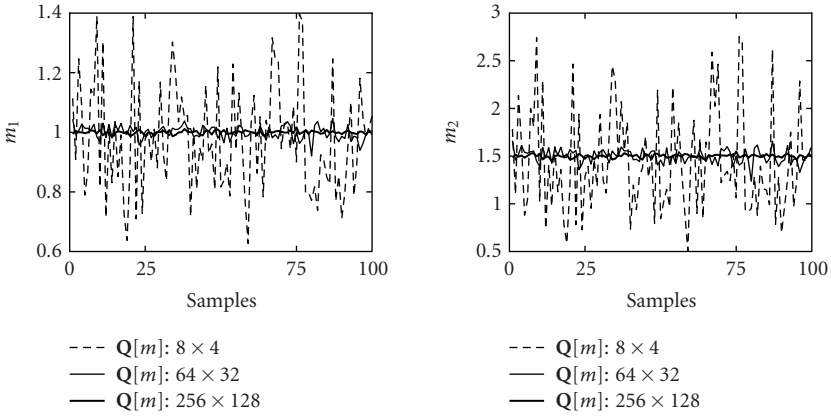 1.4
1.2
1
0.8
0.6
m₁
0 25 75 100
Samples
Q[m]: 8 × 4
Q[m]: 64 × 32
Q[m]: 256 × 128
3
2.5
2
1.5
1
0.5
m₂
0 25 75 100
Samples
Q[m]: 8 × 4
Q[m]: 64 × 32
Q[m]: 256 × 128